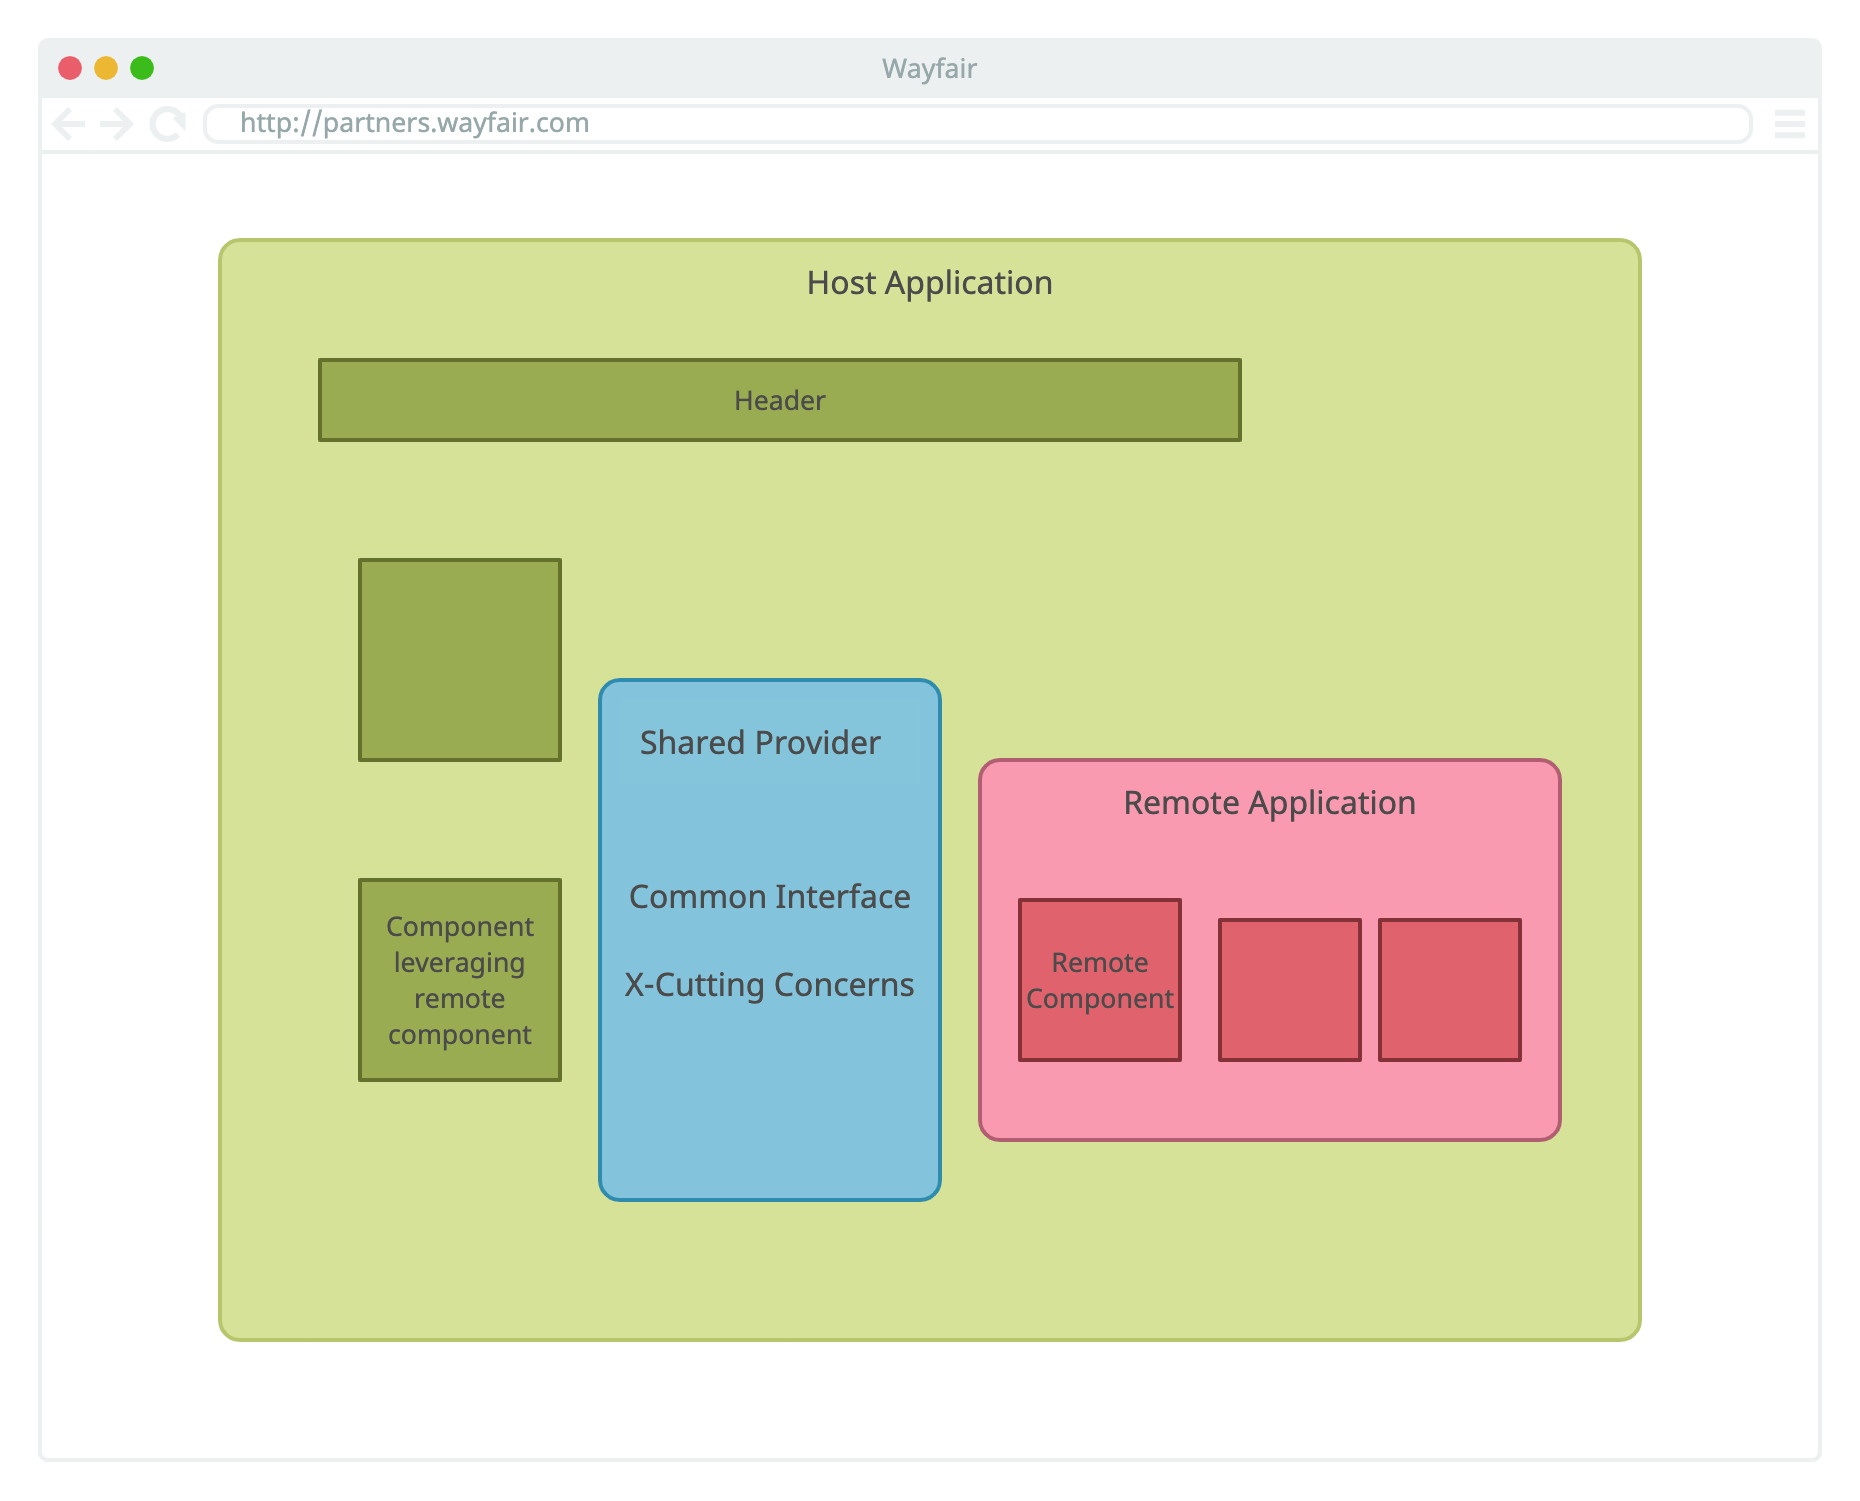 Wayfair
http://partners.wayfair.com
Host Application
Header
Shared Provider
Common Interface
X-Cutting Concerns
Component
leveraging
remote
component
Remote Application
Remote
Component